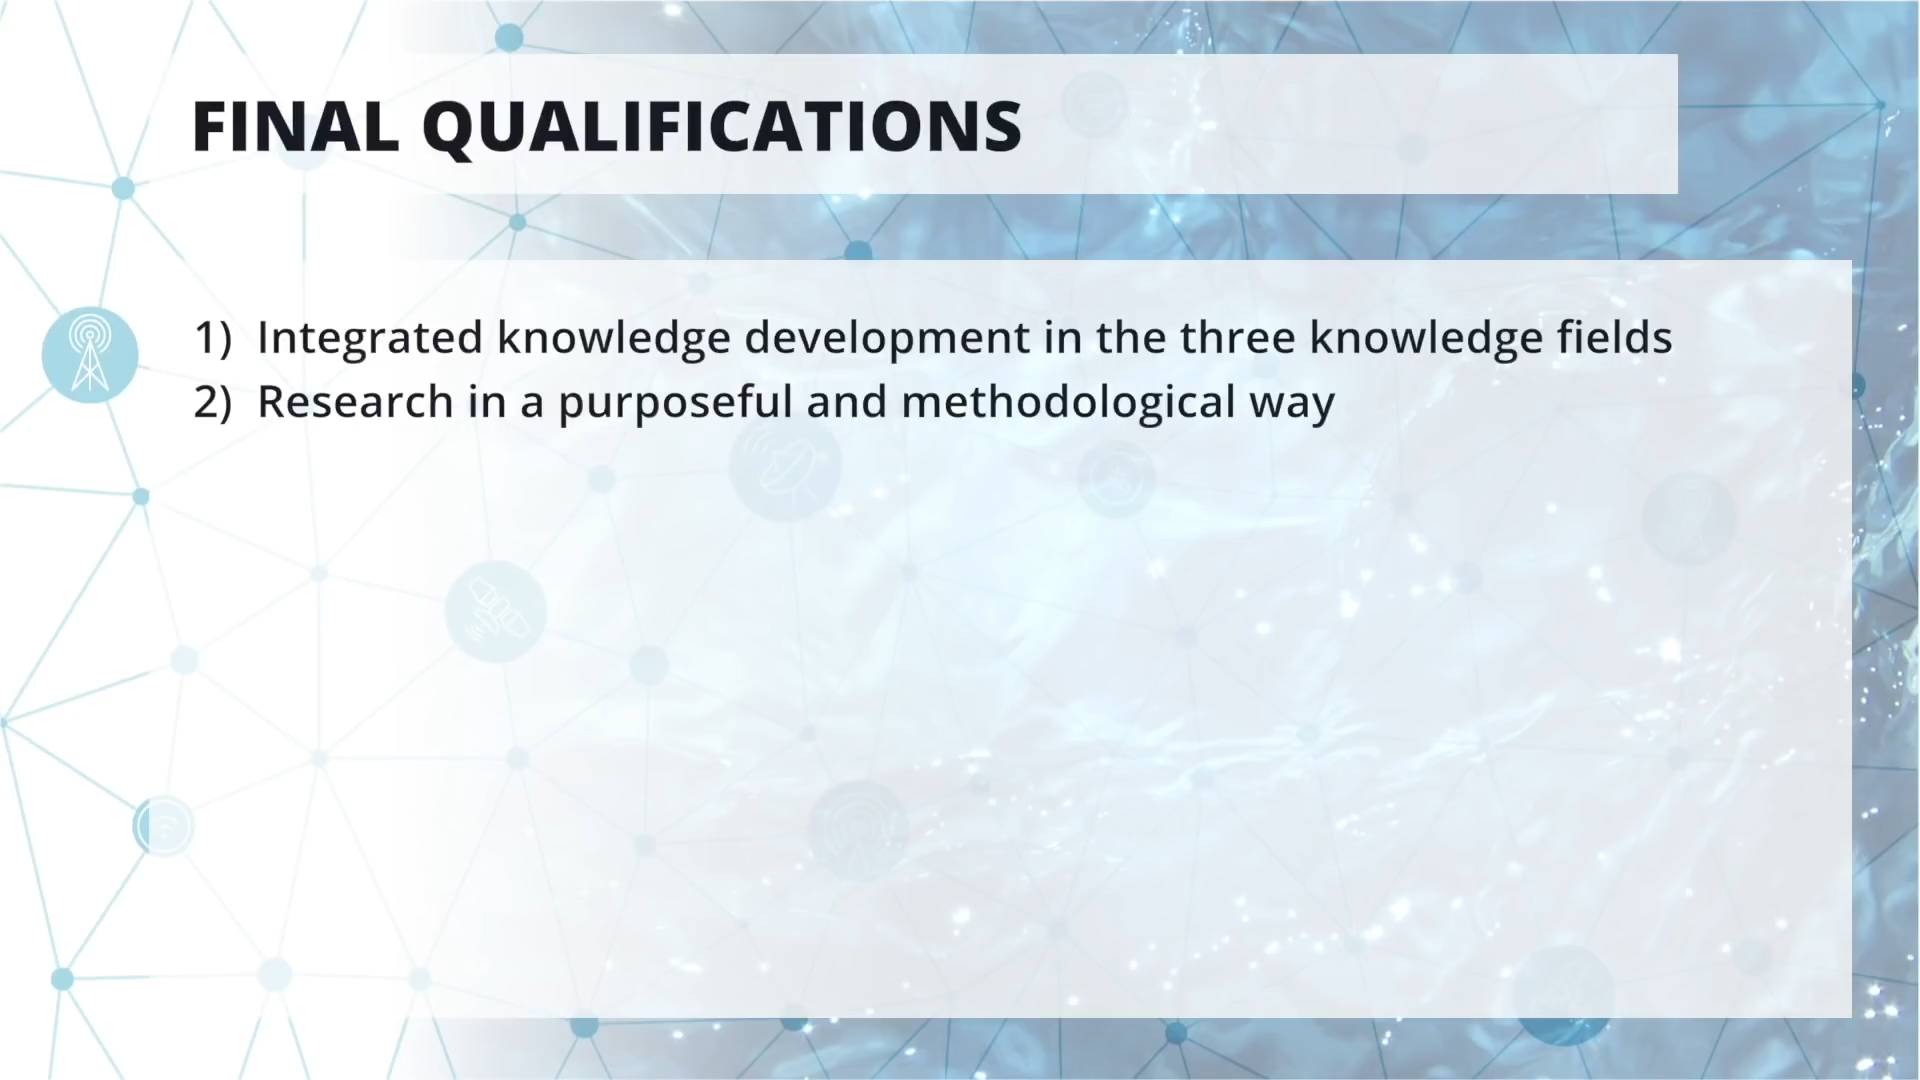 FINAL QUALIFICATIONS
1) Integrated knowledge development in the three knowledge fields
2) Research in a purposeful and methodological way